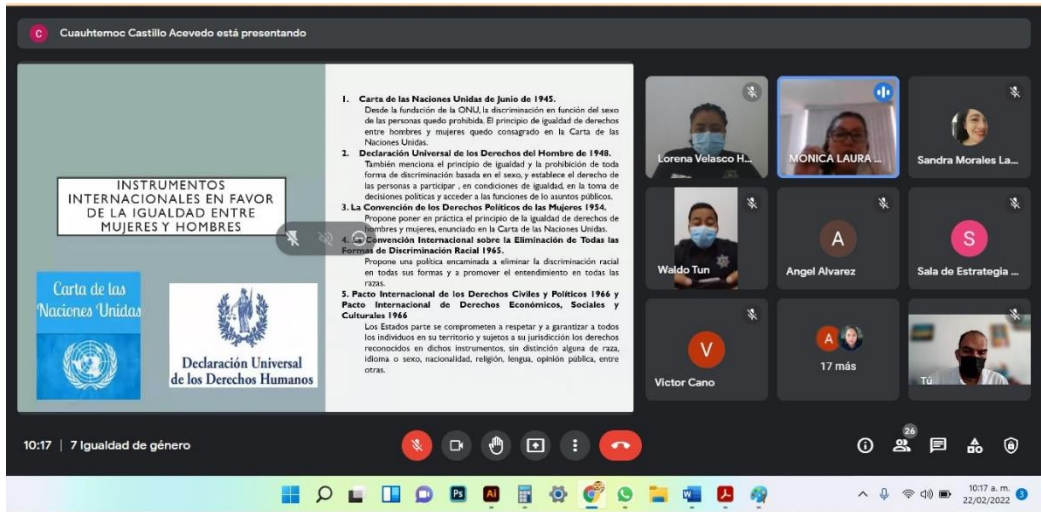 C
Cuauhtemoc Castillo Acevedo está presentando
INSTRUMENTOS
INTERNACIONALES EN FAVOR
DE LA IGUALDAD ENTRE
MUJERES Y HOMBRES
Carta de las
Naciones Unidas
Declaración Universal
de los Derechos Humanos
1. Carta de las Naciones Unidas de Junio de 1945.
Desde la fundación de la ONU, la discriminación en función del sexo
de las personas quedo prohibida. El principio de igualdad de derechos
entre hombres y mujeres quedo consagrado en la Carta de las
Naciones Unidas.
2. Declaración Universal de los Derechos del Hombre de 1948.
También menciona el principio de igualdad y la prohibición de toda
forma de discriminación basada en el sexo, y establece el derecho de
las personas a participar , en condiciones de igualdad, en la toma de
decisiones politicas y acceder a las funciones de lo asuntos públicos.
3. La Convención de los Derechos Politicos de las Mujeres 1954.
Propone poner en práctica el principio de la igualdad de derechos de
hombres y mujeres, enunciado en la Carta de las Naciones Unidas.
4. La Convención Internacional sobre la Eliminación de Todas las
Formas de Discriminación Racial 1965.
Propone una política encaminada a eliminar la discriminación racial
en todas sus formas y a promover el entendimiento en todas las
razas.
5. Pacto Internacional de los Derechos Civiles y Políticos 1966 y
Pacto Internacional de Derechos Económicos, Sociales y
Culturales 1966
Los Estados parte se comprometen a respetar y a garantizar a todos
los individuos en su territorio y sujetos a su jurisdicción los derechos
reconocidos en dichos instrumentos, sin distinción alguna de raza,
idioma o sexo, nacionalidad, religión, lengua, opinión pública, entre
otras.
Lorena Velasco H...
MONICA LAURA ...
Sandra Morales La...
Waldo Tun
A
Angel Alvarez
S
Sala de Estrategia ...
V
Victor Cano
A
17 más
Tú
10:17 | 7 Igualdad de género
26
Ps
Ai
10:17 a. m.
22/02/2022
3